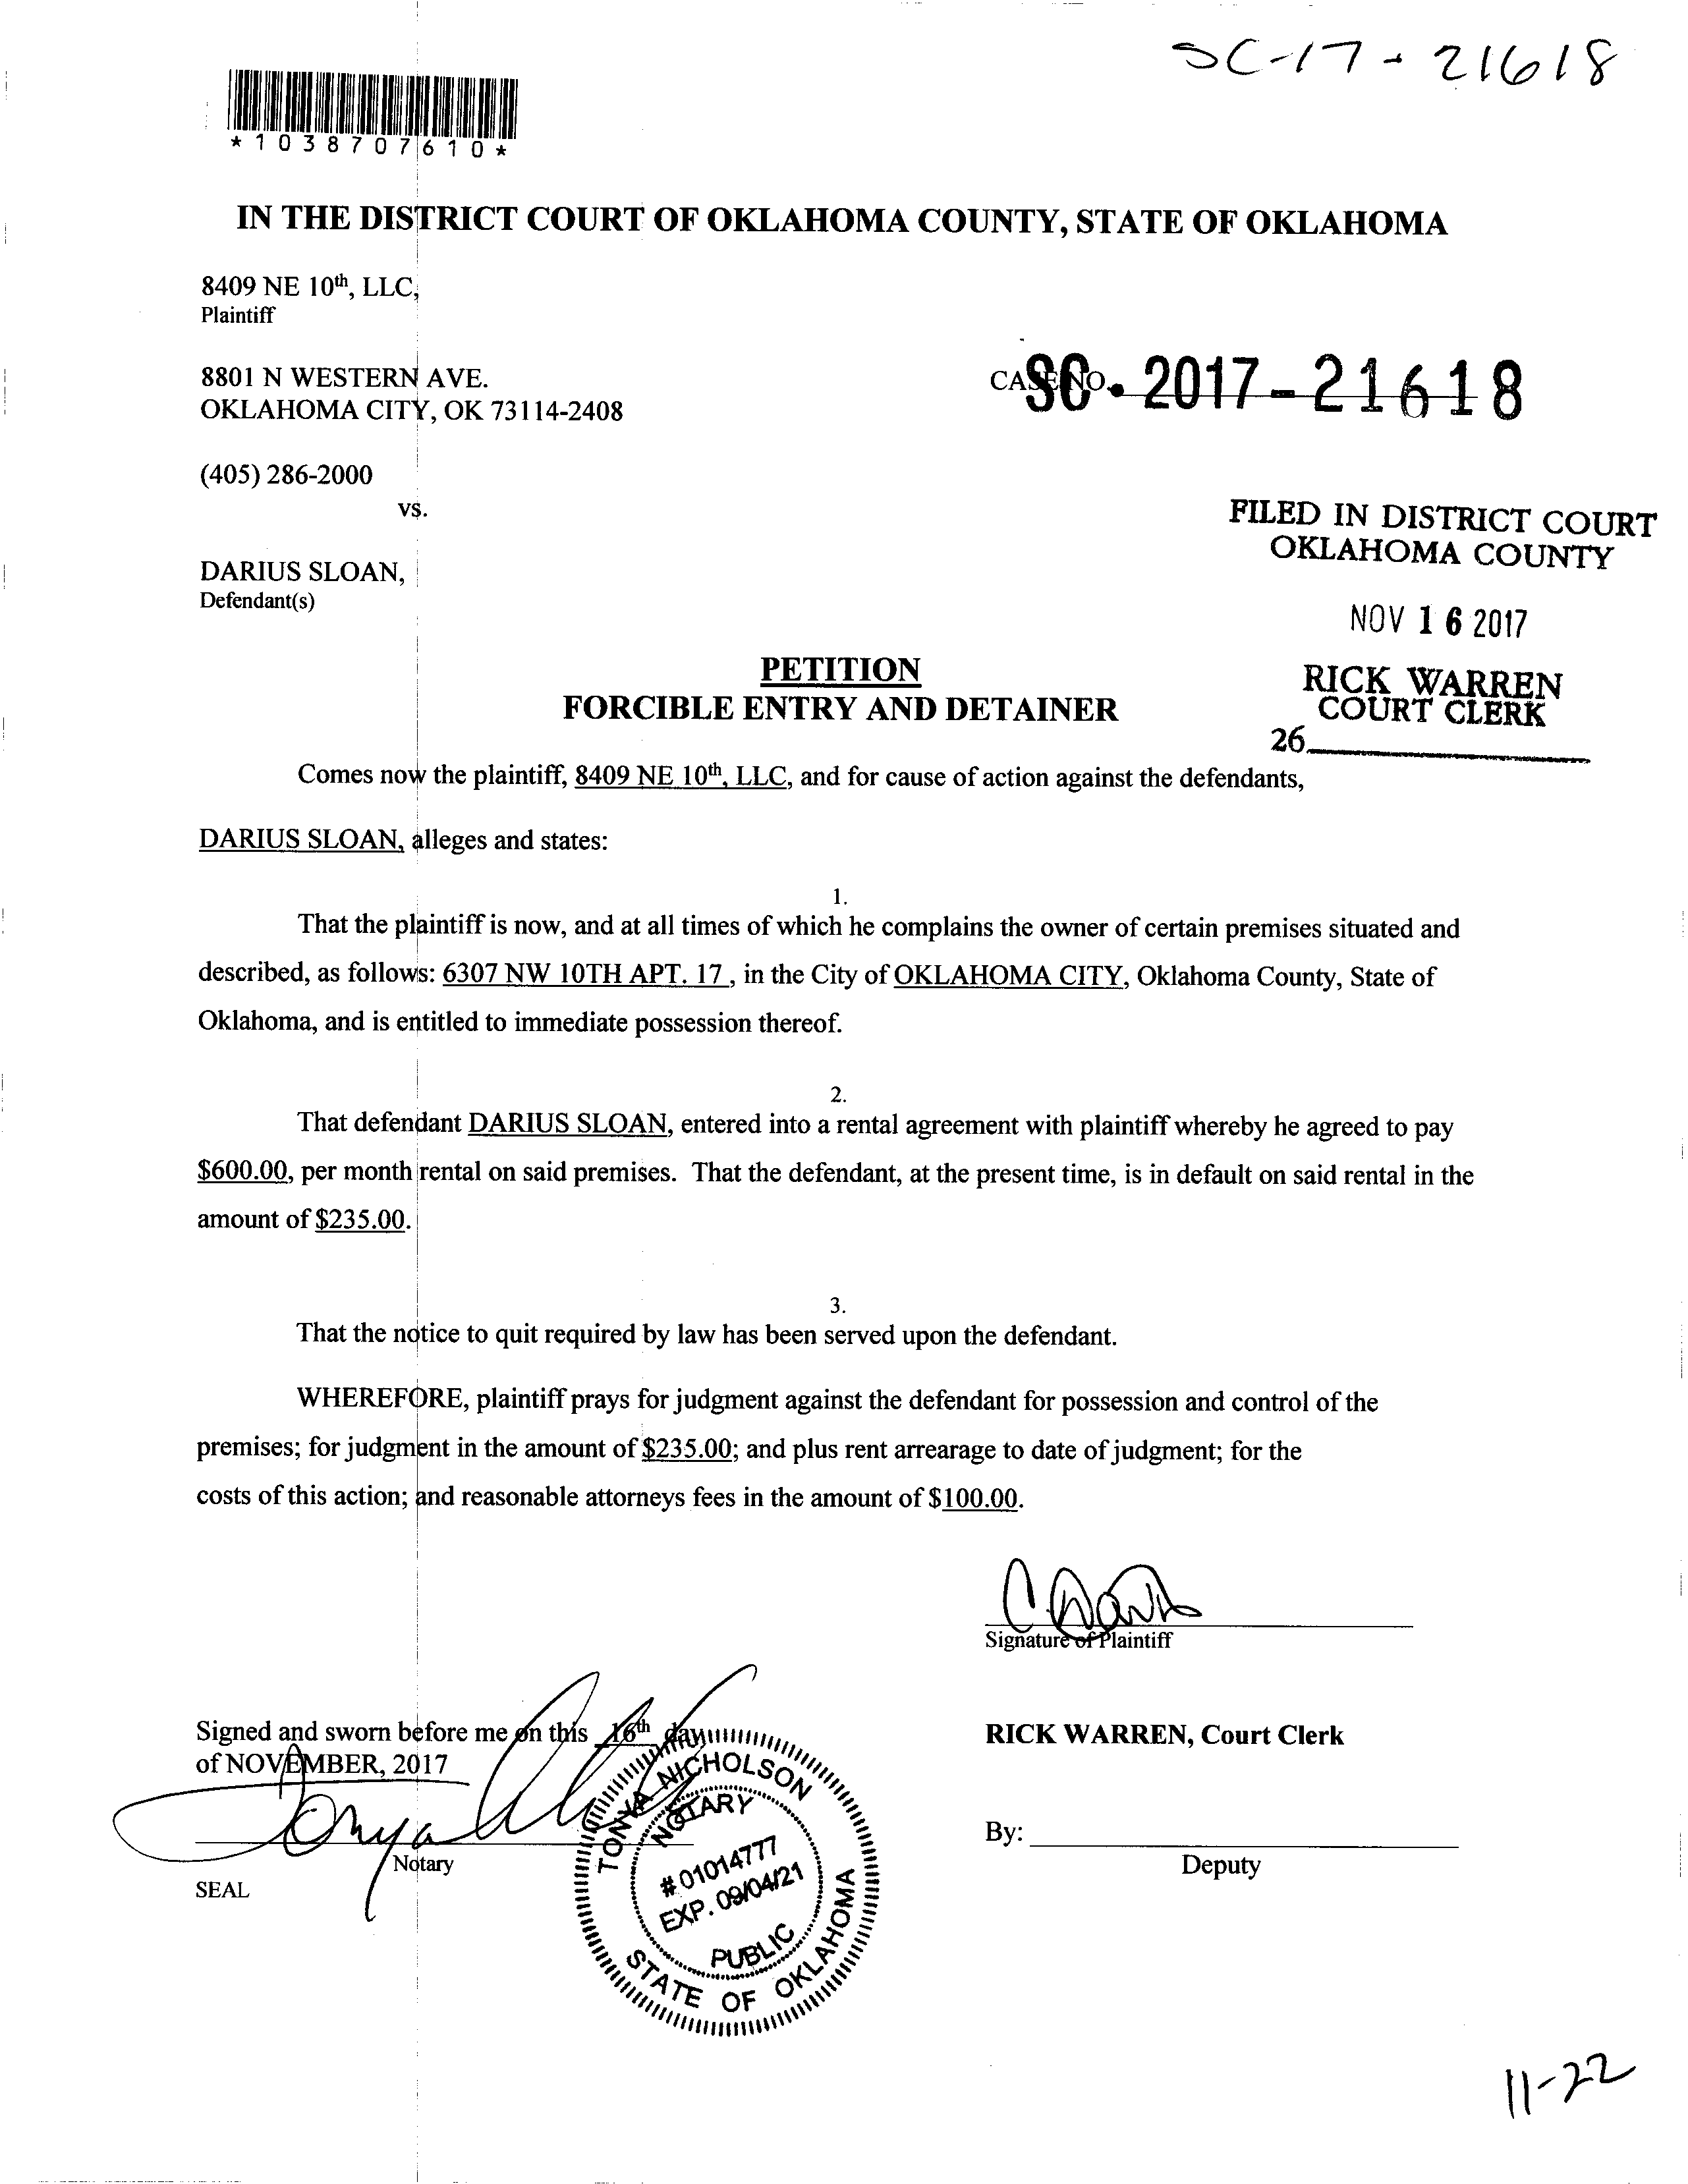 SC-17-21618
*1038707610*
IN THE DISTRICT COURT OF OKLAHOMA COUNTY, STATE OF OKLAHOMA
8409 NE 10th, LLC,
Plaintiff
8801 N WESTERN AVE.
OKLAHOMA CITY, OK 73114-2408
CASE NO. SC-2017-21618
(405) 286-2000
vs.
FILED IN DISTRICT COURT
OKLAHOMA COUNTY
DARIUS SLOAN,
Defendant(s)
NOV 16 2017
RICK WARREN
COURT CLERK
26
PETITION
FORCIBLE ENTRY AND DETAINER
Comes now the plaintiff, 8409 NE 10th, LLC, and for cause of action against the defendants,
DARIUS SLOAN, alleges and states:
1.
That the plaintiff is now, and at all times of which he complains the owner of certain premises situated and
described, as follows: 6307 NW 10TH APT. 17 , in the City of OKLAHOMA CITY, Oklahoma County, State of
Oklahoma, and is entitled to immediate possession thereof.
2.
That defendant DARIUS SLOAN, entered into a rental agreement with plaintiff whereby he agreed to pay
$600.00, per month rental on said premises. That the defendant, at the present time, is in default on said rental in the
amount of $235.00.
3.
That the notice to quit required by law has been served upon the defendant.
WHEREFORE, plaintiff prays for judgment against the defendant for possession and control of the
premises; for judgment in the amount of $235.00; and plus rent arrearage to date of judgment; for the
costs of this action; and reasonable attorneys fees in the amount of $100.00.
Signature of Plaintiff
Signed and sworn before me on this 16th day
of NOVEMBER, 2017
RICK WARREN, Court Clerk
Tonya
Notary
SEAL
By:
Deputy
TONYA NICHOLSON
NOTARY
# 01014777
EXP. 09/04/21
PUBLIC
STATE OF OKLAHOMA
11-22